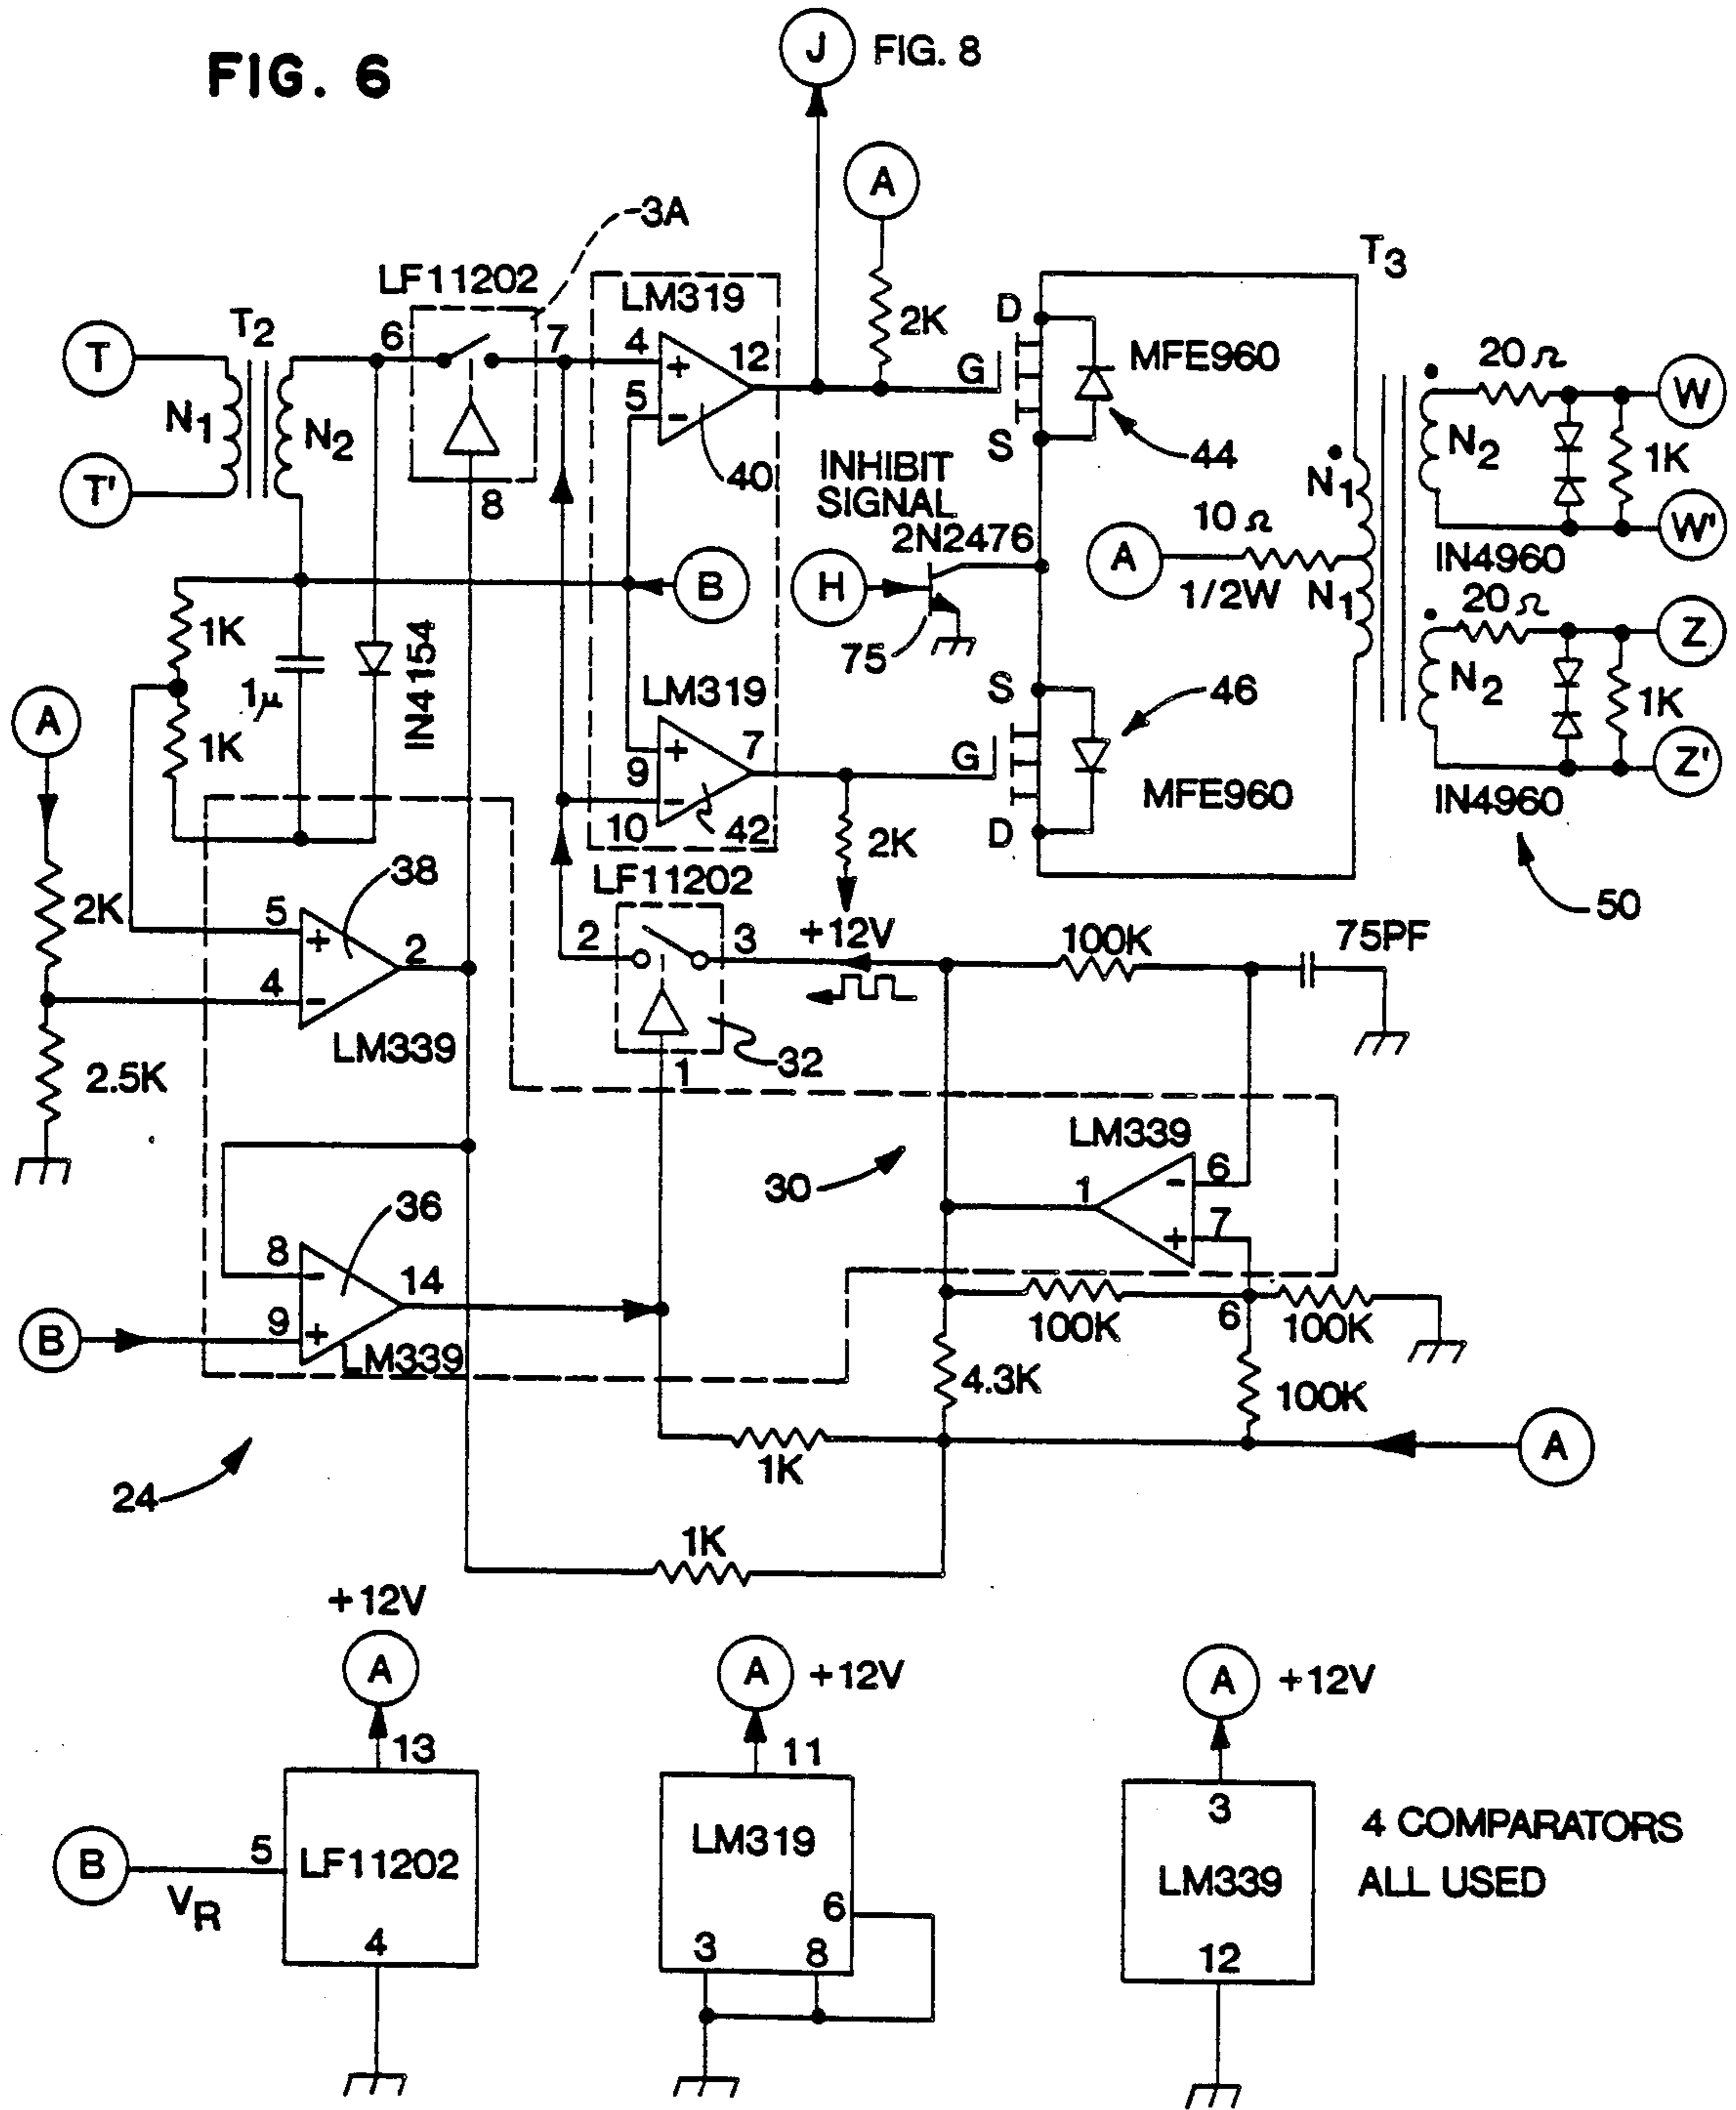 FIG. 6
J FIG. 8
A
3A
LF11202
LM319
2K
T3
T
T2
6
7
4
12
+
5
-
G
D
MFE960
20Ω
W
N1
N2
T'
8
40
S
44
INHIBIT
SIGNAL
2N2476
N1
N2
1K
10Ω
W'
B
H
A
1/2W
N1
IN4960
20Ω
Z
1K
1μ
IN4154
75
A
1K
LM319
S
46
N2
1K
+
7
9
G
-
10
42
2K
D
MFE960
Z'
IN4960
LF11202
38
2K
5
+
2
4
-
LM339
2
3
+12V
100K
75PF
50
2.5K
32
1
LM339
30
1
6
-
7
+
36
8
-
14
9
+
LM339
B
100K
6
100K
4.3K
100K
A
1K
24
1K
+12V
A
13
B
5
VR
LF11202
4
A +12V
11
LM319
6
3
8
A +12V
3
LM339
12
4 COMPARATORS
ALL USED